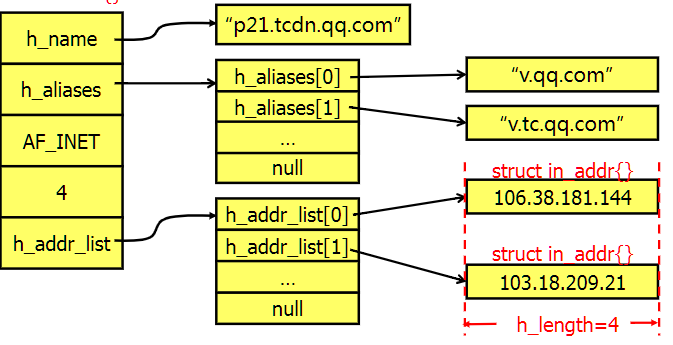 h_name
“p21.tcdn.qq.com”
h_aliases
h_aliases[0]
“v.qq.com”
h_aliases[1]
“v.tc.qq.com”
...
null
AF_INET
4
h_addr_list
struct in_addr{}
h_addr_list[0]
106.38.181.144
h_addr_list[1]
struct in_addr{}
103.18.209.21
...
null
h_length=4